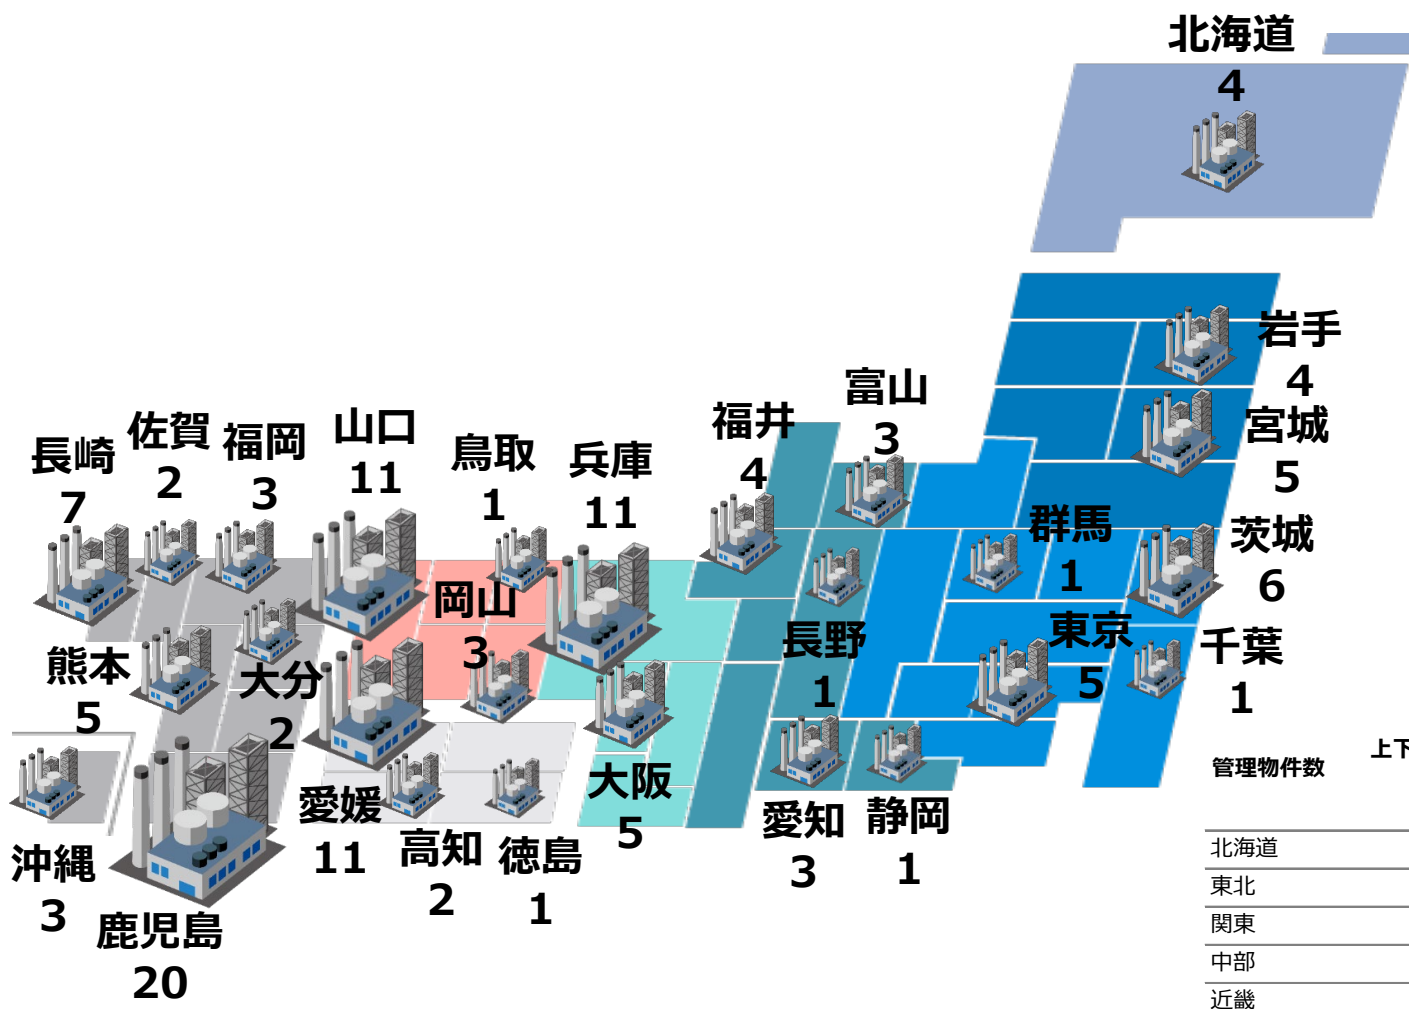 北海道
4
岩手
4
宮城
5
富山
3
福井
4
群馬
1
茨城
6
長崎
7
佐賀
2
福岡
3
山口
11
鳥取
1
兵庫
11
岡山
3
長野
1
東京
5
千葉
1
熊本
5
大分
2
愛媛
11
高知
2
徳島
1
大阪
5
愛知
3
静岡
1
沖縄
3
鹿児島
20
上下
管理物件数
北海道
東北
関東
中部
近畿